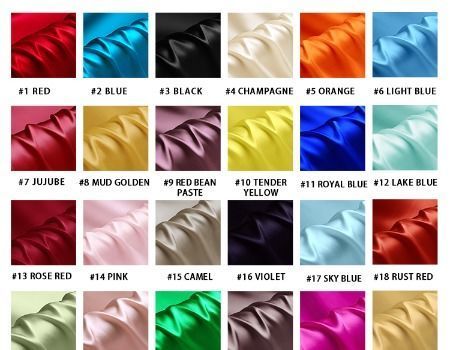 #1 RED
#2 BLUE
#3 BLACK
#4 CHAMPAGNE
#5 ORANGE
#6 LIGHT BLUE
#7 JUJUBE
#8 MUD GOLDEN
#9 RED BEAN
PASTE
#10 TENDER
YELLOW
#11 ROYAL BLUE
#12 LAKE BLUE
#13 ROSE RED
#14 PINK
#15 CAMEL
#16 VIOLET
#17 SKY BLUE
#18 RUST RED